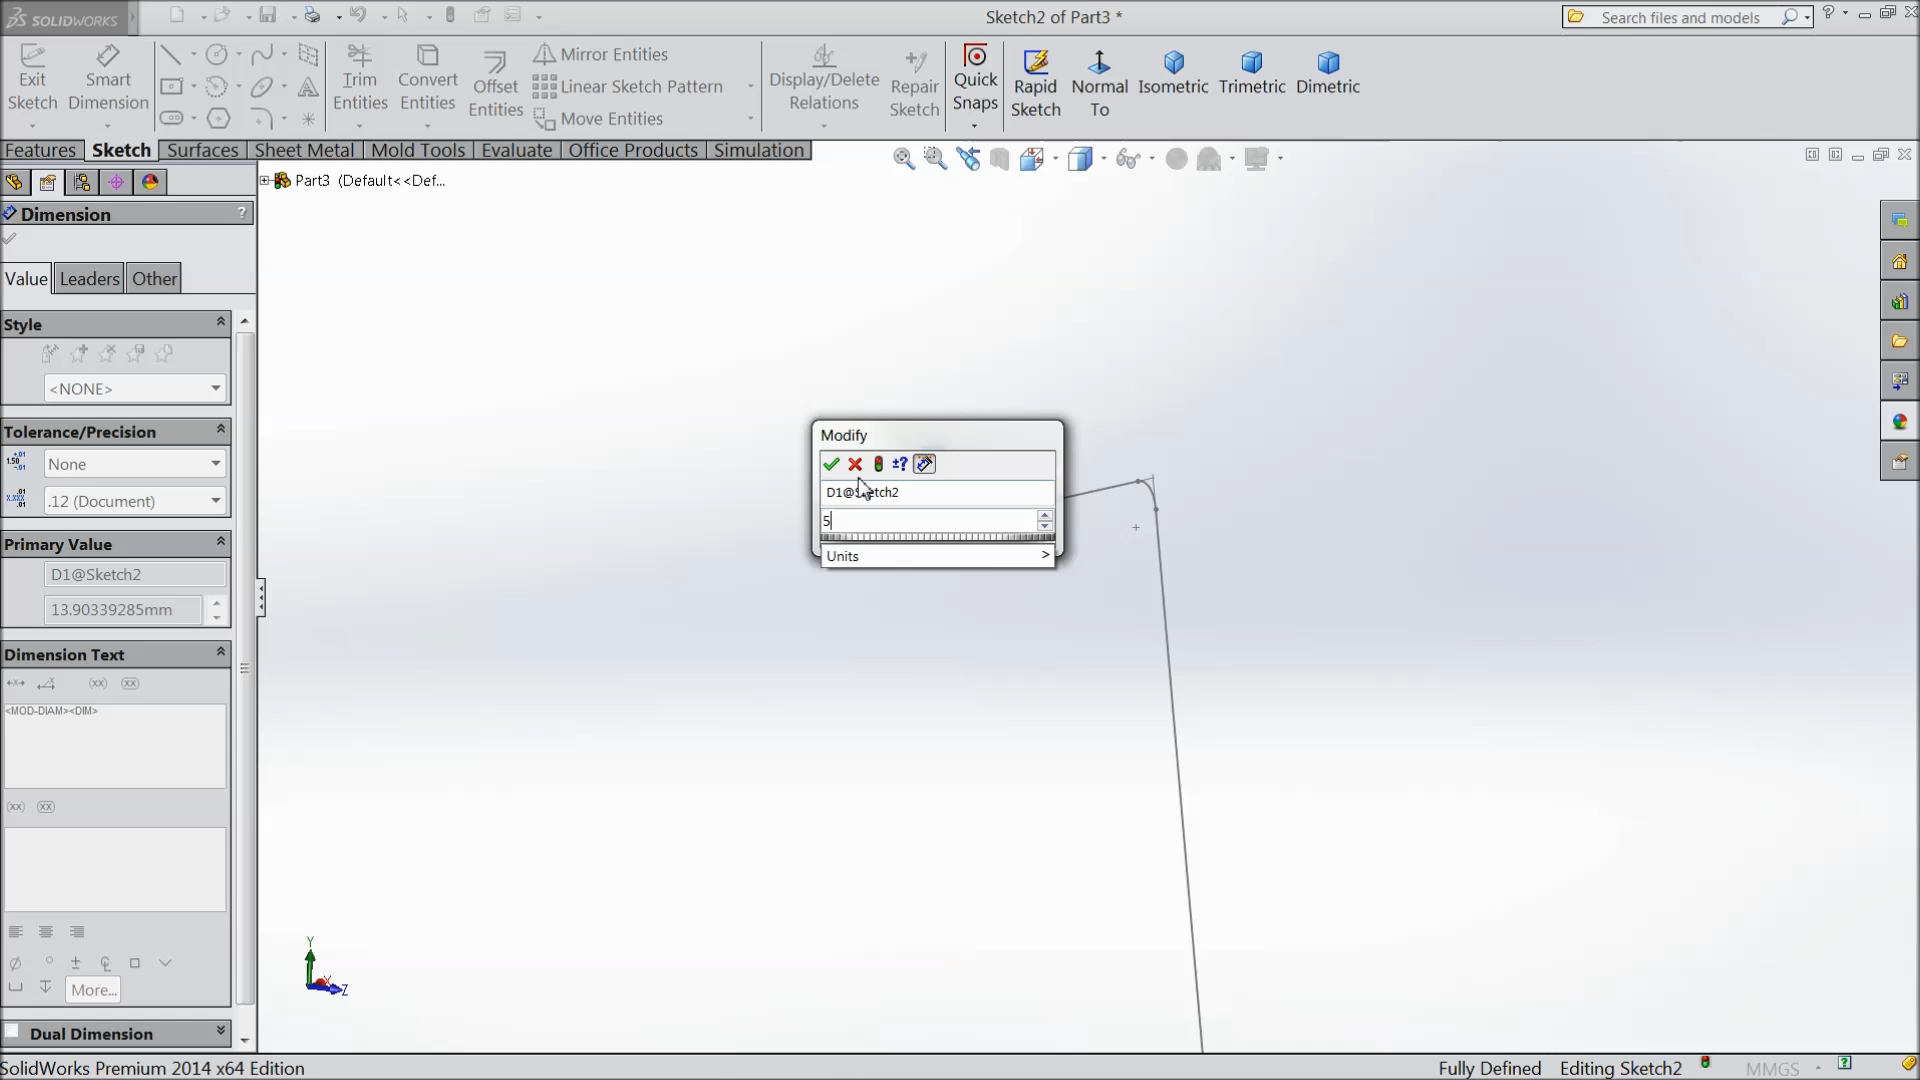 SOLIDWORKS
Sketch2 of Part3 *
Search files and models
Exit Sketch
Smart Dimension
Trim Entities
Convert Entities
Offset Entities
Mirror Entities
Linear Sketch Pattern
Move Entities
Display/Delete Relations
Repair Sketch
Quick Snaps
Rapid Sketch
Normal To
Isometric
Trimetric
Dimetric
Features
Sketch
Surfaces
Sheet Metal
Mold Tools
Evaluate
Office Products
Simulation
Part3 (Default<<Def...
Dimension
?
Value
Leaders
Other
Style
<NONE>
Tolerance/Precision
None
.12 (Document)
Primary Value
D1@Sketch2
13.90339285mm
Dimension Text
<MOD-DIAM><DIM>
More...
Dual Dimension
Modify
D1@Sketch2
5
Units >
Y
X
Z
SolidWorks Premium 2014 x64 Edition
Fully Defined
Editing Sketch2
MMGS